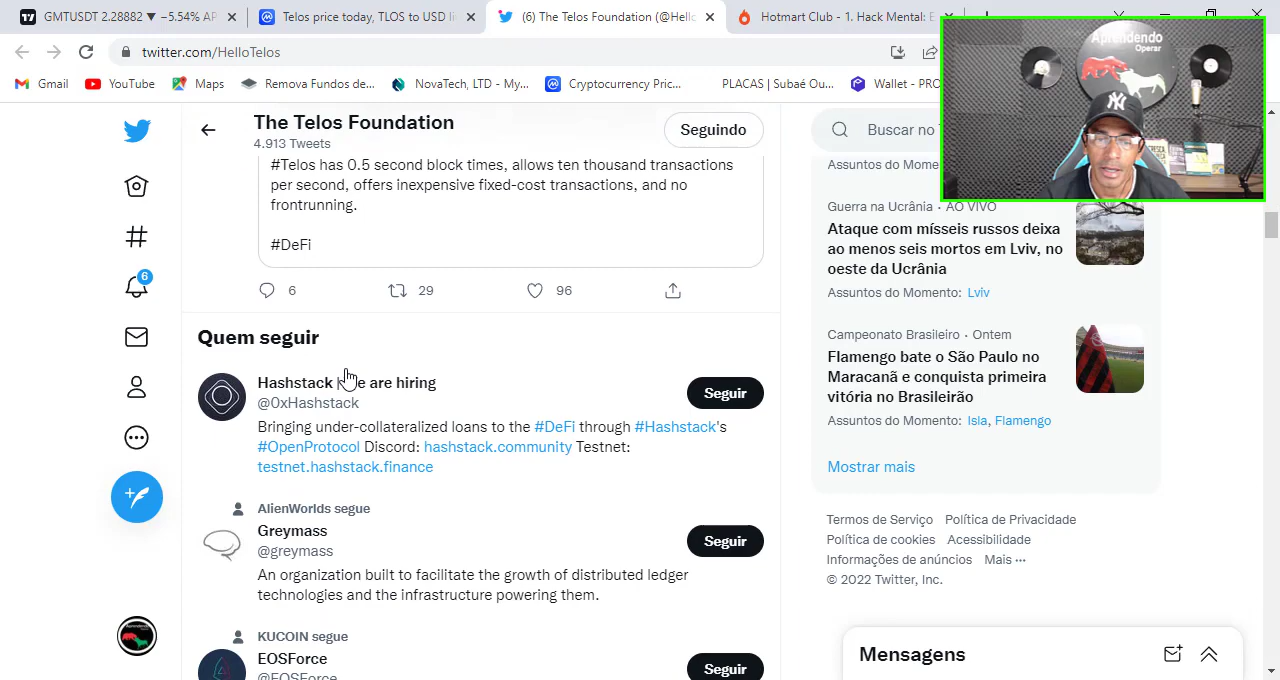 GMTUSDT 2.28882 ▼ −5.54% AP
Telos price today, TLOS to USD li
(6) The Telos Foundation (@Hello
Hotmart Club - 1. Hack Mental: E
twitter.com/HelloTelos
Gmail
YouTube
Maps
Remova Fundos de...
NovaTech, LTD - My...
Cryptocurrency Pric...
PLACAS | Subaé Ou...
Wallet - PRO
Aprendendo
Operar
The Telos Foundation
4.913 Tweets
Seguindo
Buscar no
#Telos has 0.5 second block times, allows ten thousand transactions
per second, offers inexpensive fixed-cost transactions, and no
frontrunning.
#DeFi
6
29
96
Quem seguir
Hashstack are hiring
@0xHashstack
Bringing under-collateralized loans to the #DeFi through #Hashstack's
#OpenProtocol Discord: hashstack.community Testnet:
testnet.hashstack.finance
Seguir
AlienWorlds segue
Greymass
@greymass
An organization built to facilitate the growth of distributed ledger
technologies and the infrastructure powering them.
Seguir
KUCOIN segue
EOSForce
@EOSForce
Seguir
6
Assuntos do Mome
Guerra na Ucrânia · AO VIVO
Ataque com mísseis russos deixa
ao menos seis mortos em Lviv, no
oeste da Ucrânia
Assuntos do Momento: Lviv
Campeonato Brasileiro · Ontem
Flamengo bate o São Paulo no
Maracanã e conquista primeira
vitória no Brasileirão
Assuntos do Momento: Isla, Flamengo
Mostrar mais
Termos de Serviço Política de Privacidade
Política de cookies Acessibilidade
Informações de anúncios Mais ···
© 2022 Twitter, Inc.
Mensagens